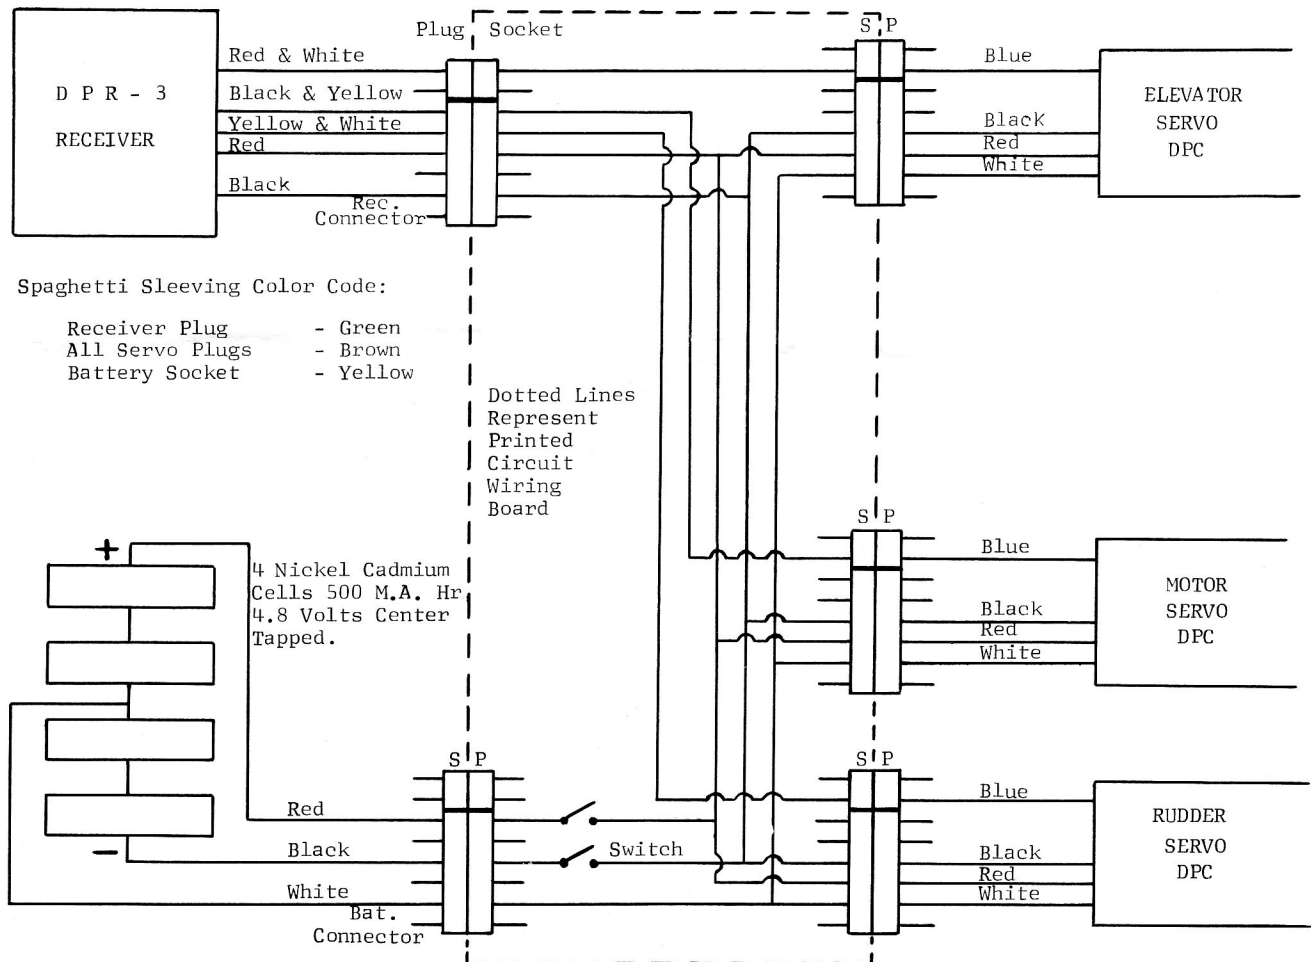 Plug Socket
S P
Red & White
Blue
D P R - 3
RECEIVER
Black & Yellow
Yellow & White
Red
Black
Rec.
Connector
ELEVATOR
SERVO
DPC
Black
Red
White
Spaghetti Sleeving Color Code:
Receiver Plug - Green
All Servo Plugs - Brown
Battery Socket - Yellow
Dotted Lines
Represent
Printed
Circuit
Wiring
Board
S P
Blue
MOTOR
SERVO
DPC
Black
Red
White
+
4 Nickel Cadmium
Cells 500 M.A. Hr
4.8 Volts Center
Tapped.
-
S P
Red
Black
White
Bat.
Connector
Switch
S P
Blue
RUDDER
SERVO
DPC
Black
Red
White